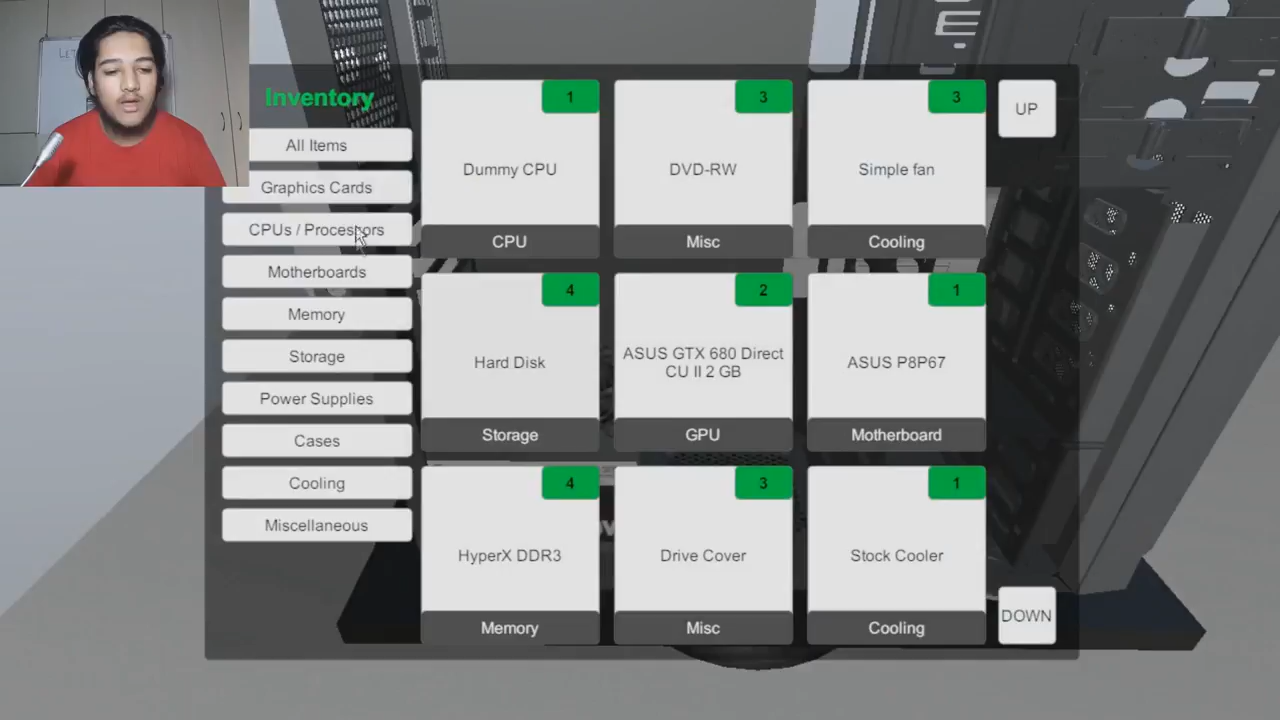 Inventory
All Items
Graphics Cards
CPUs / Processors
Motherboards
Memory
Storage
Power Supplies
Cases
Cooling
Miscellaneous
1
Dummy CPU
CPU
3
DVD-RW
Misc
3
Simple fan
Cooling
4
Hard Disk
Storage
2
ASUS GTX 680 Direct
CU II 2 GB
GPU
1
ASUS P8P67
Motherboard
4
HyperX DDR3
Memory
3
Drive Cover
Misc
1
Stock Cooler
Cooling
UP
DOWN